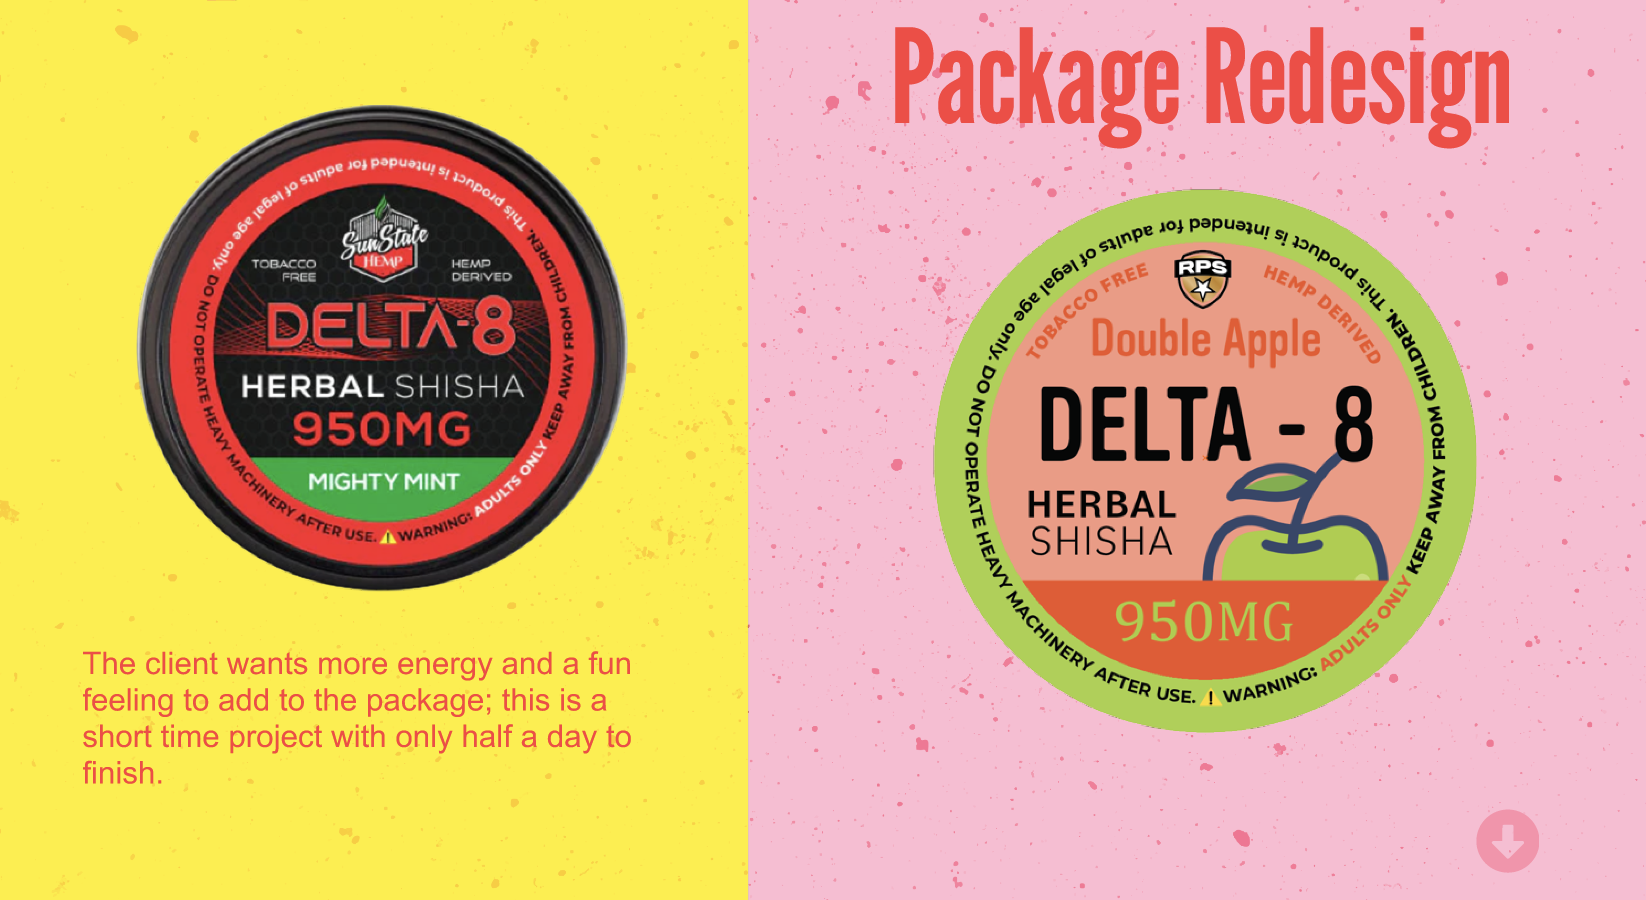 Package Redesign
This product is intended for adults of legal age only. DO NOT OPERATE HEAVY MACHINERY AFTER USE. ⚠ WARNING: ADULTS ONLY KEEP AWAY FROM CHILDREN.
SunState
HEMP
TOBACCO
FREE
HEMP
DERIVED
DELTA-8
HERBAL SHISHA
950MG
MIGHTY MINT
The client wants more energy and a fun
feeling to add to the package; this is a
short time project with only half a day to
finish.
This product is intended for adults of legal age only. DO NOT OPERATE HEAVY MACHINERY AFTER USE. ⚠ WARNING: ADULTS ONLY KEEP AWAY FROM CHILDREN.
RPS
TOBACCO FREE
HEMP DERIVED
Double Apple
DELTA - 8
HERBAL
SHISHA
950MG